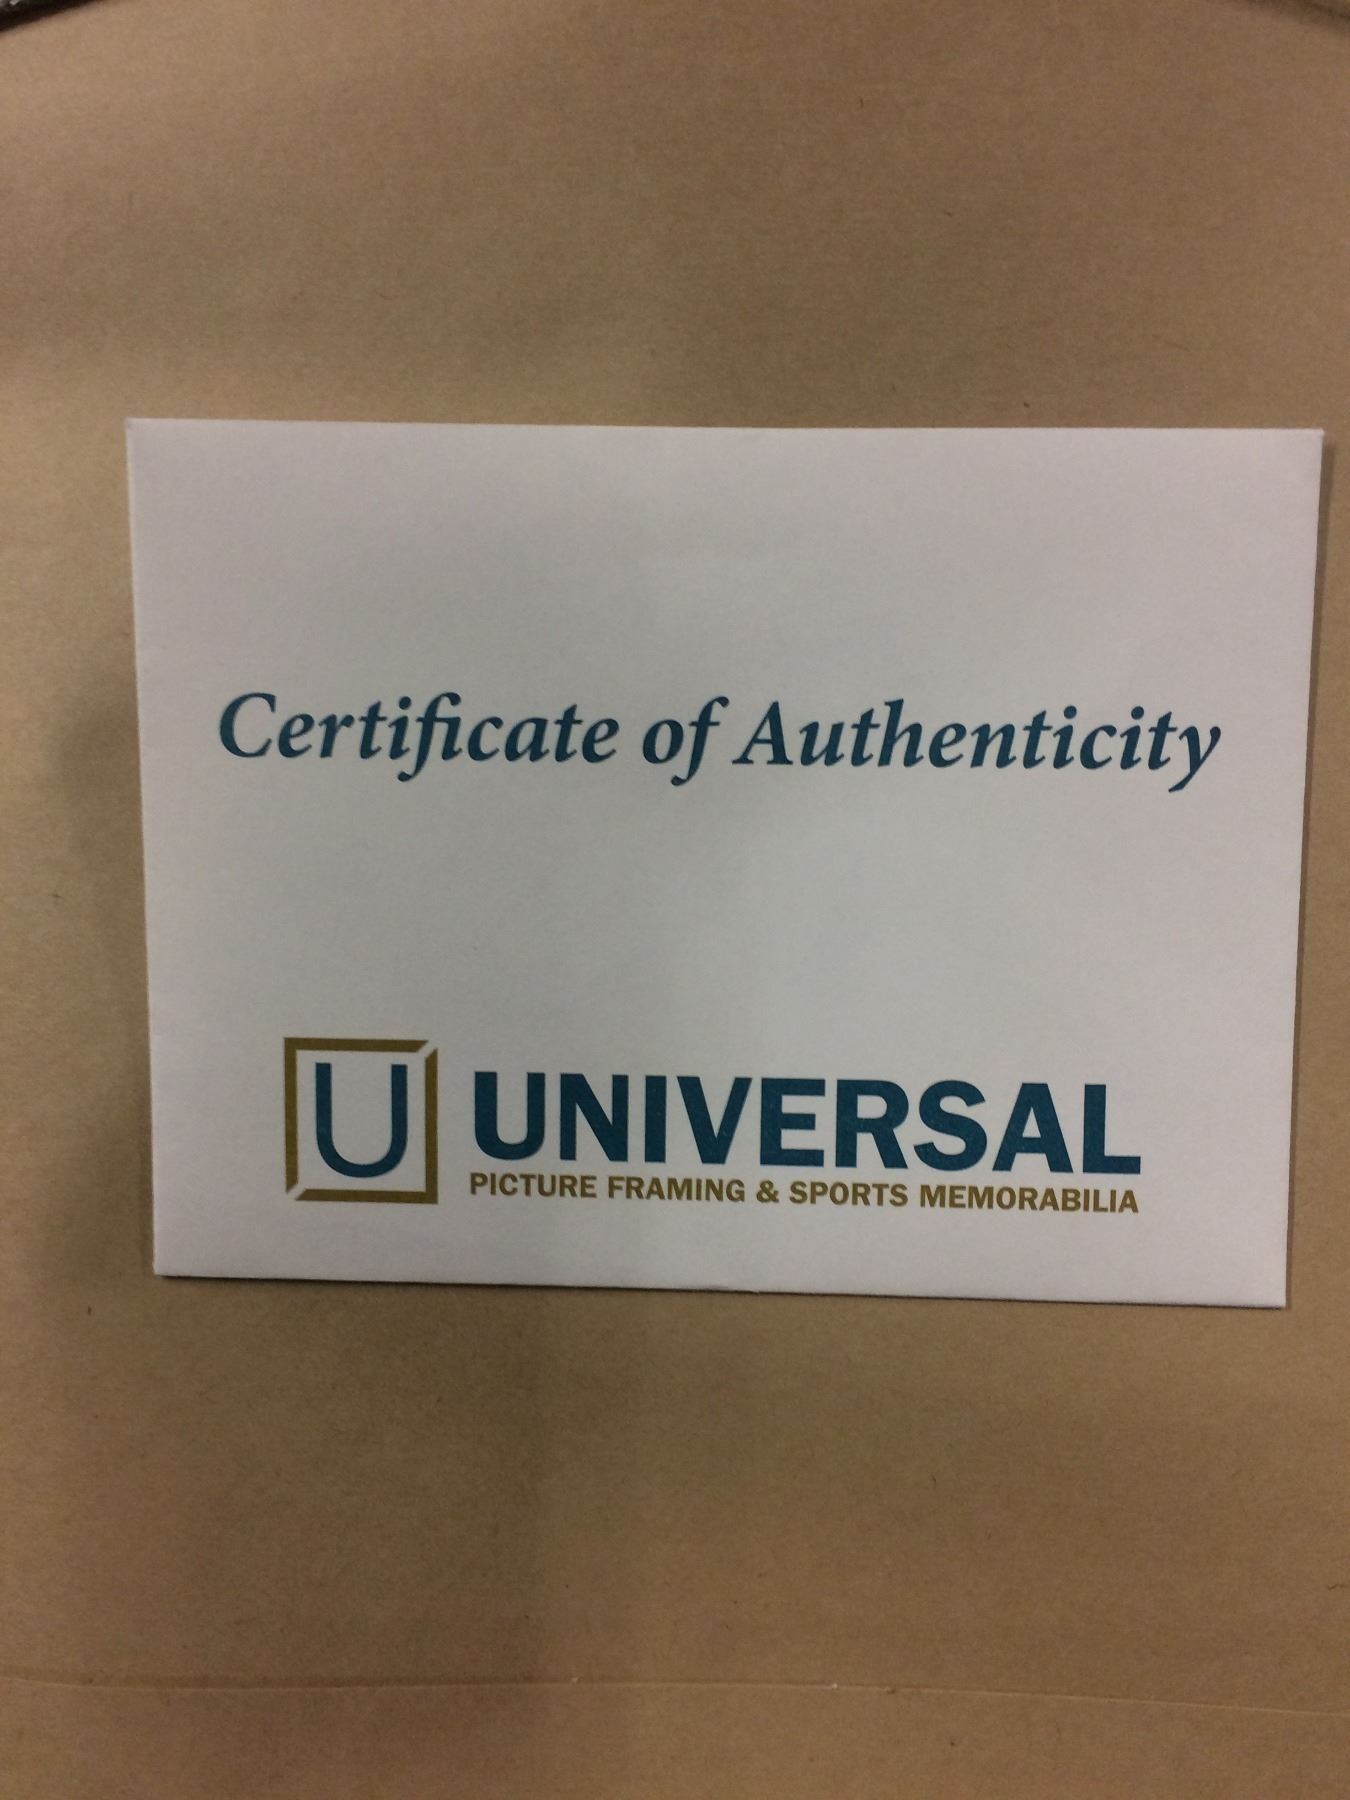 Certificate of Authenticity
U UNIVERSAL
PICTURE FRAMING & SPORTS MEMORABILIA